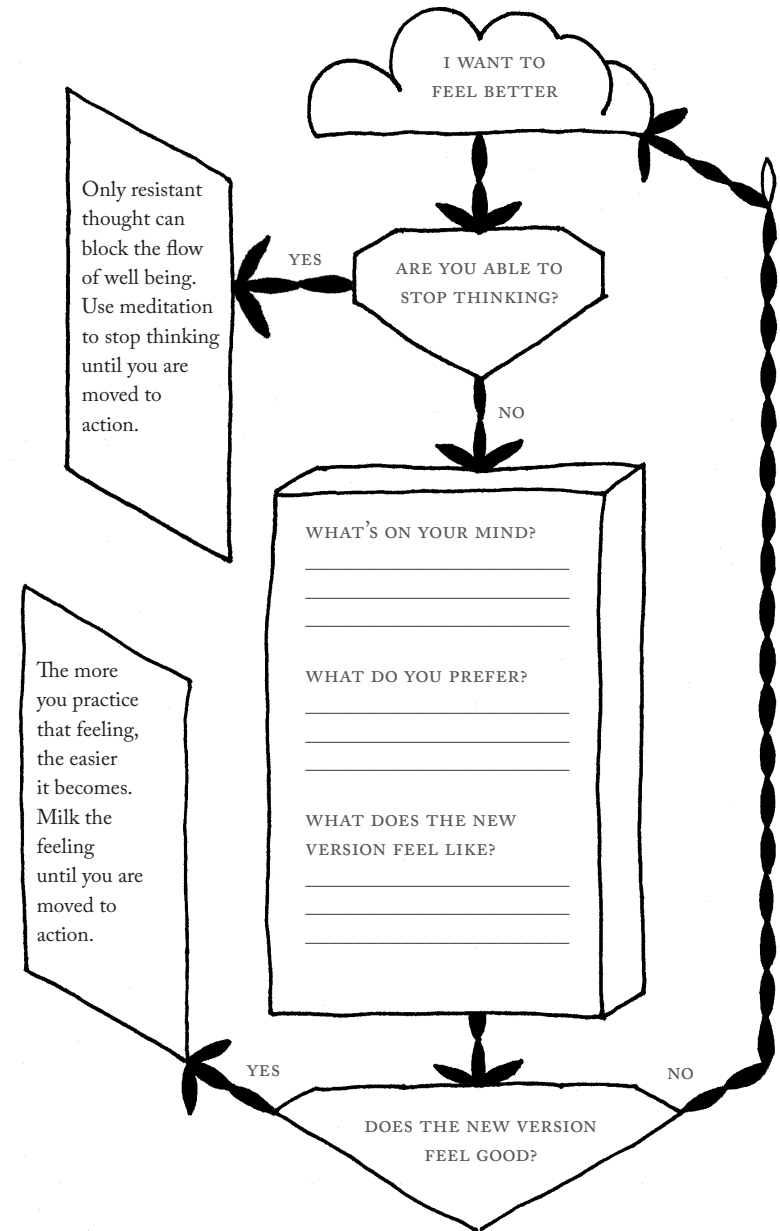 I WANT TO
FEEL BETTER
ARE YOU ABLE TO
STOP THINKING?
YES
Only resistant
thought can
block the flow
of well being.
Use meditation
to stop thinking
until you are
moved to
action.
NO
WHAT'S ON YOUR MIND?
WHAT DO YOU PREFER?
WHAT DOES THE NEW
VERSION FEEL LIKE?
DOES THE NEW VERSION
FEEL GOOD?
YES
The more
you practice
that feeling,
the easier
it becomes.
Milk the
feeling
until you are
moved to
action.
NO